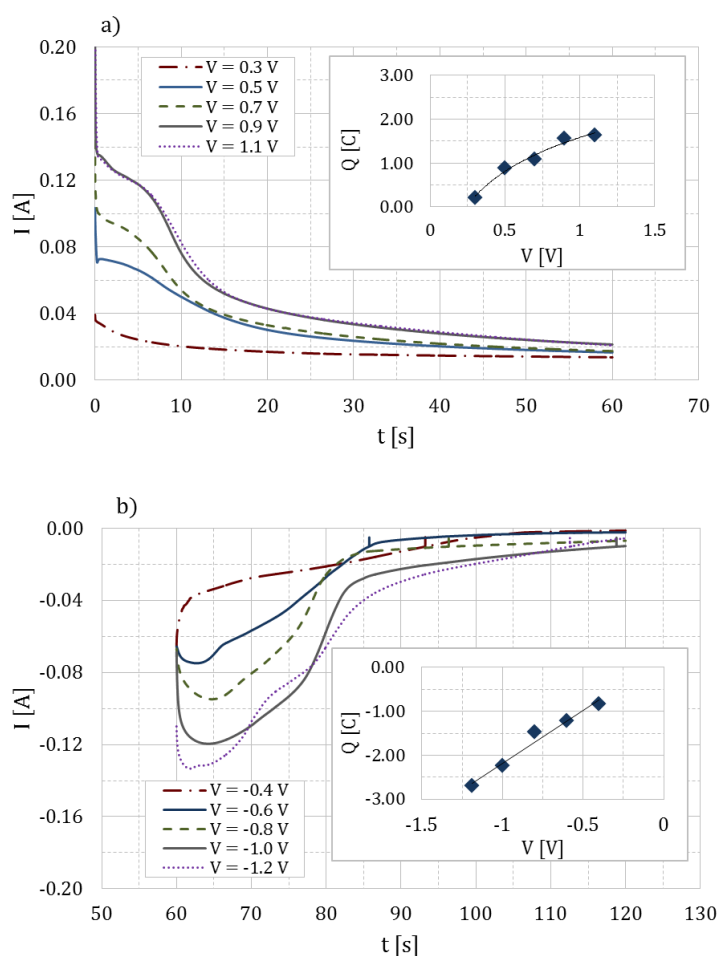 a)
0.20
0.16
0.12
0.08
0.04
0.00
I [A]
V = 0.3 V
V = 0.5 V
V = 0.7 V
V = 0.9 V
V = 1.1 V
3.00
2.00
1.00
0.00
Q [C]
0
0.5
1
1.5
V [V]
0
10
20
30
40
50
60
70
t [s]
b)
0.00
-0.04
-0.08
-0.12
-0.16
-0.20
I [A]
V = -0.4 V
V = -0.6 V
V = -0.8 V
V = -1.0 V
V = -1.2 V
0.00
-1.00
-2.00
-3.00
Q [C]
-1.5
-1
-0.5
0
V [V]
50
60
70
80
90
100
110
120
130
t [s]